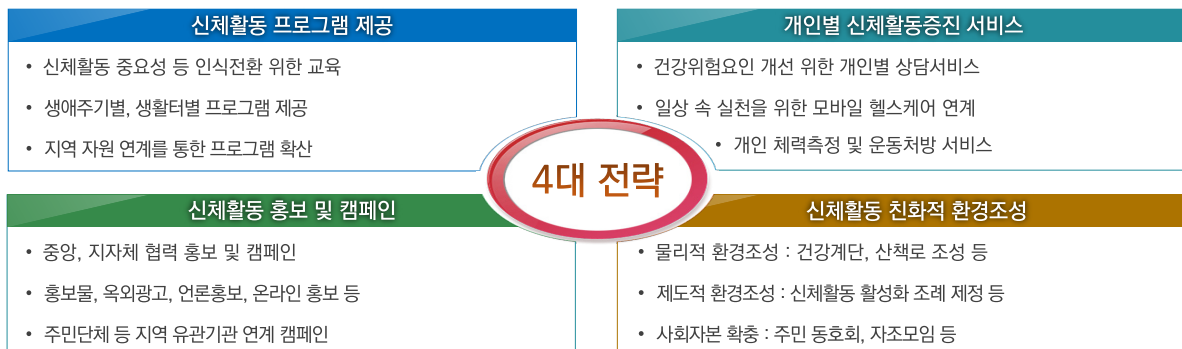 신체활동 프로그램 제공
• 신체활동 중요성 등 인식전환 위한 교육
• 생애주기별, 생활터별 프로그램 제공
• 지역 자원 연계를 통한 프로그램 확산
개인별 신체활동증진 서비스
• 건강위험요인 개선 위한 개인별 상담서비스
• 일상 속 실천을 위한 모바일 헬스케어 연계
• 개인 체력측정 및 운동처방 서비스
4대 전략
신체활동 홍보 및 캠페인
• 중앙, 지자체 협력 홍보 및 캠페인
• 홍보물, 옥외광고, 언론홍보, 온라인 홍보 등
• 주민단체 등 지역 유관기관 연계 캠페인
신체활동 친화적 환경조성
• 물리적 환경조성 : 건강계단, 산책로 조성 등
• 제도적 환경조성 : 신체활동 활성화 조례 제정 등
• 사회자본 확충 : 주민 동호회, 자조모임 등